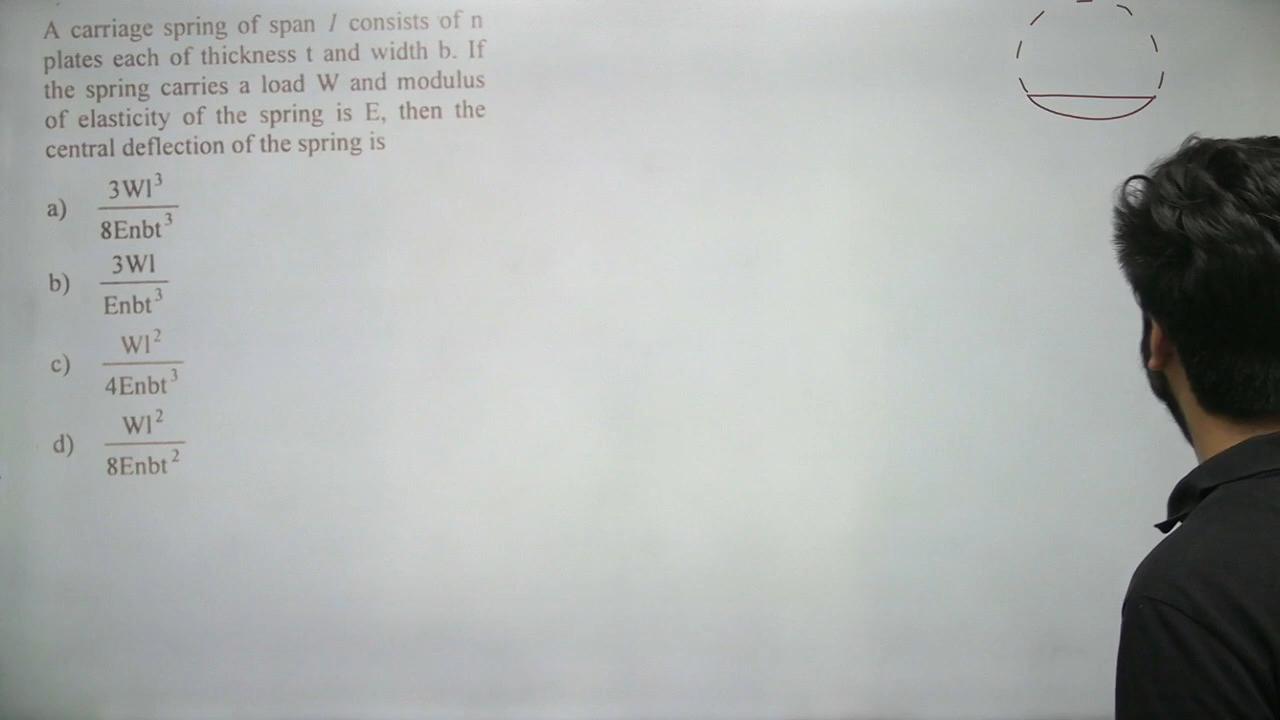 A carriage spring of span l consists of n
plates each of thickness t and width b. If
the spring carries a load W and modulus
of elasticity of the spring is E, then the
central deflection of the spring is
a) 3Wl³
8Enbt³
b) 3Wl
Enbt³
c) Wl²
4Enbt³
d) Wl²
8Enbt²